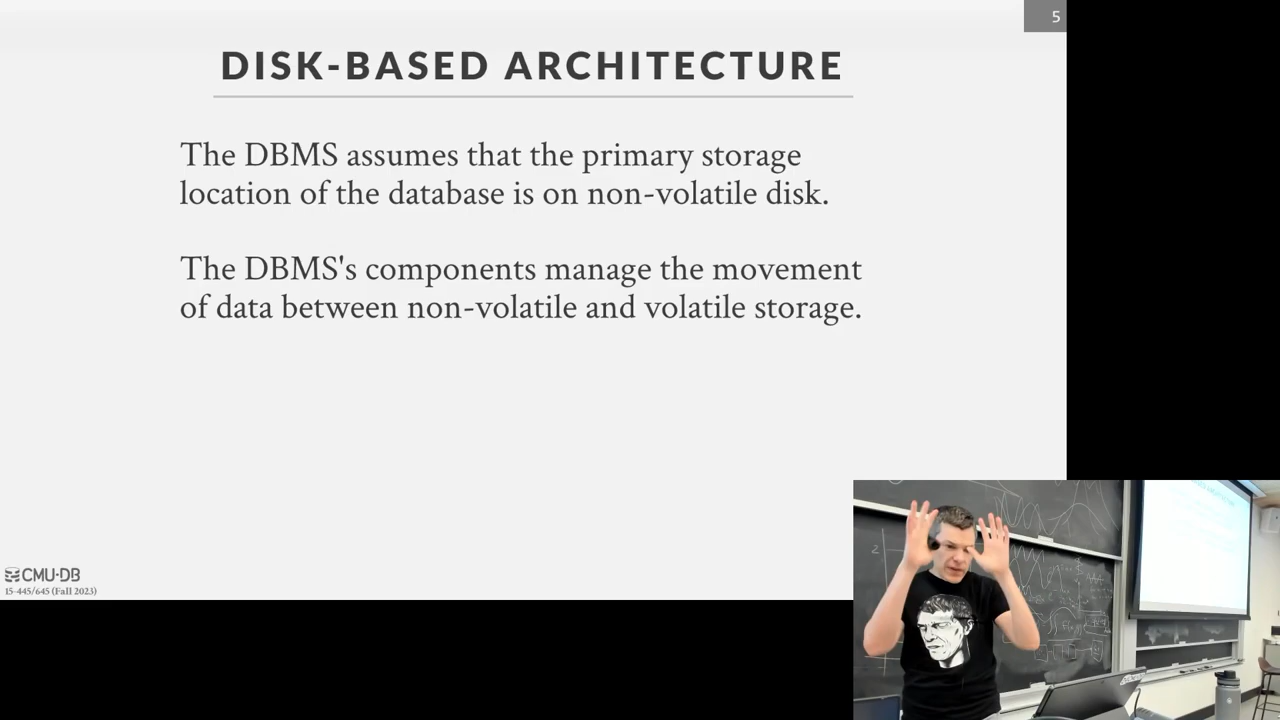 5
DISK-BASED ARCHITECTURE
The DBMS assumes that the primary storage
location of the database is on non-volatile disk.
The DBMS's components manage the movement
of data between non-volatile and volatile storage.
CMU·DB
15-445/645 (Fall 2023)
2